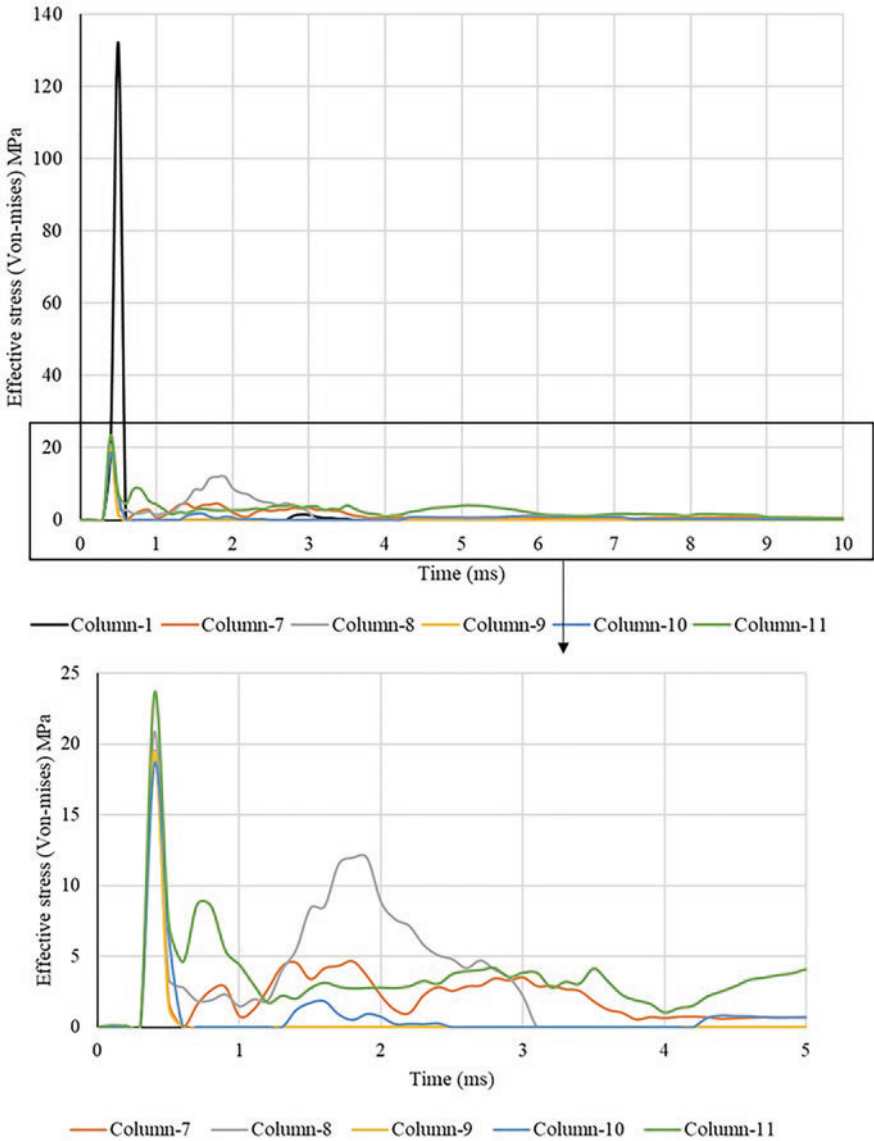 140
120
100
80
60
40
20
0
Effective stress (Von-mises) MPa
0 1 2 3 4 5 6 7 8 9 10
Time (ms)
Column-1 Column-7 Column-8 Column-9 Column-10 Column-11
25
20
15
10
5
0
Effective stress (Von-mises) MPa
0 1 2 3 4 5
Time (ms)
Column-7 Column-8 Column-9 Column-10 Column-11